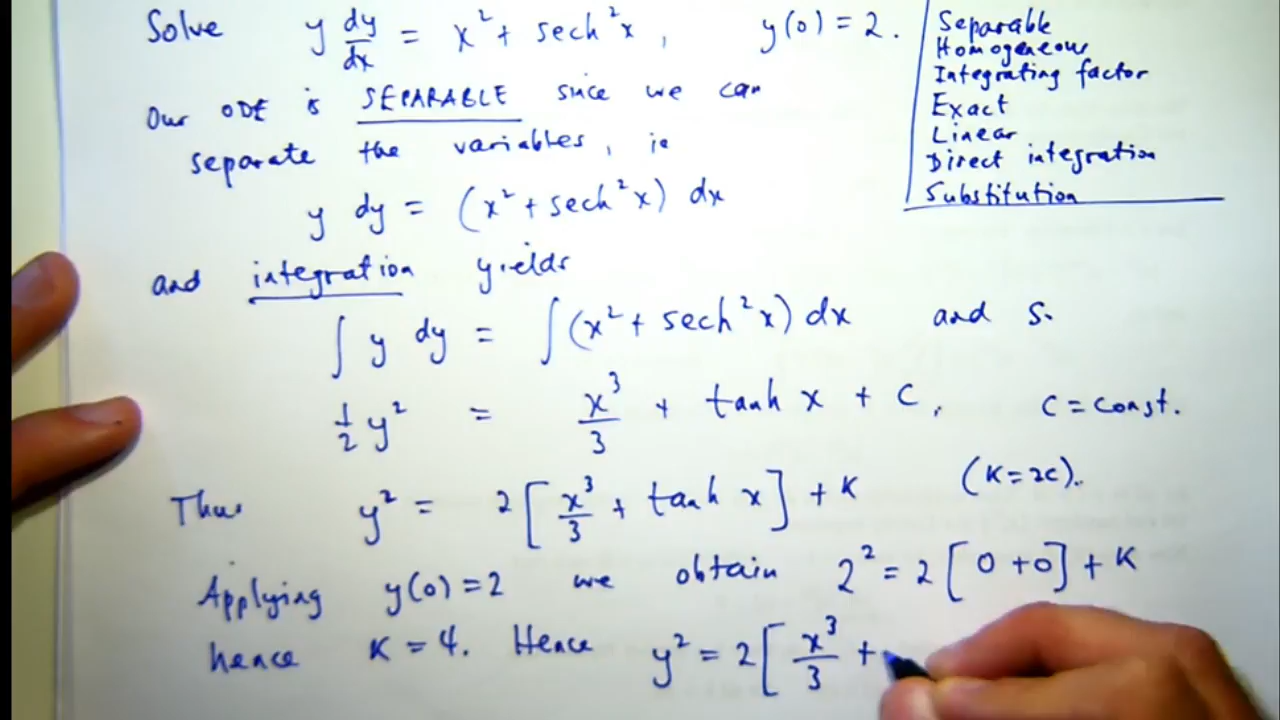 Solve y dy/dx = x² + sech²x, y(0) = 2.
Separable
Homogeneous
Integrating factor
Exact
Linear
Direct integration
Substitution
Our ODE is SEPARABLE since we can
separate the variables, ie
y dy = (x² + sech²x) dx
and integration yields
∫ y dy = ∫ (x² + sech²x) dx and so
1/2 y² = x³/3 + tanh x + C, C = const.
Thus y² = 2[x³/3 + tanh x] + K (K = 2C).
Applying y(0) = 2 we obtain 2² = 2[0 + 0] + K
hence K = 4. Hence y² = 2[x³/3 +